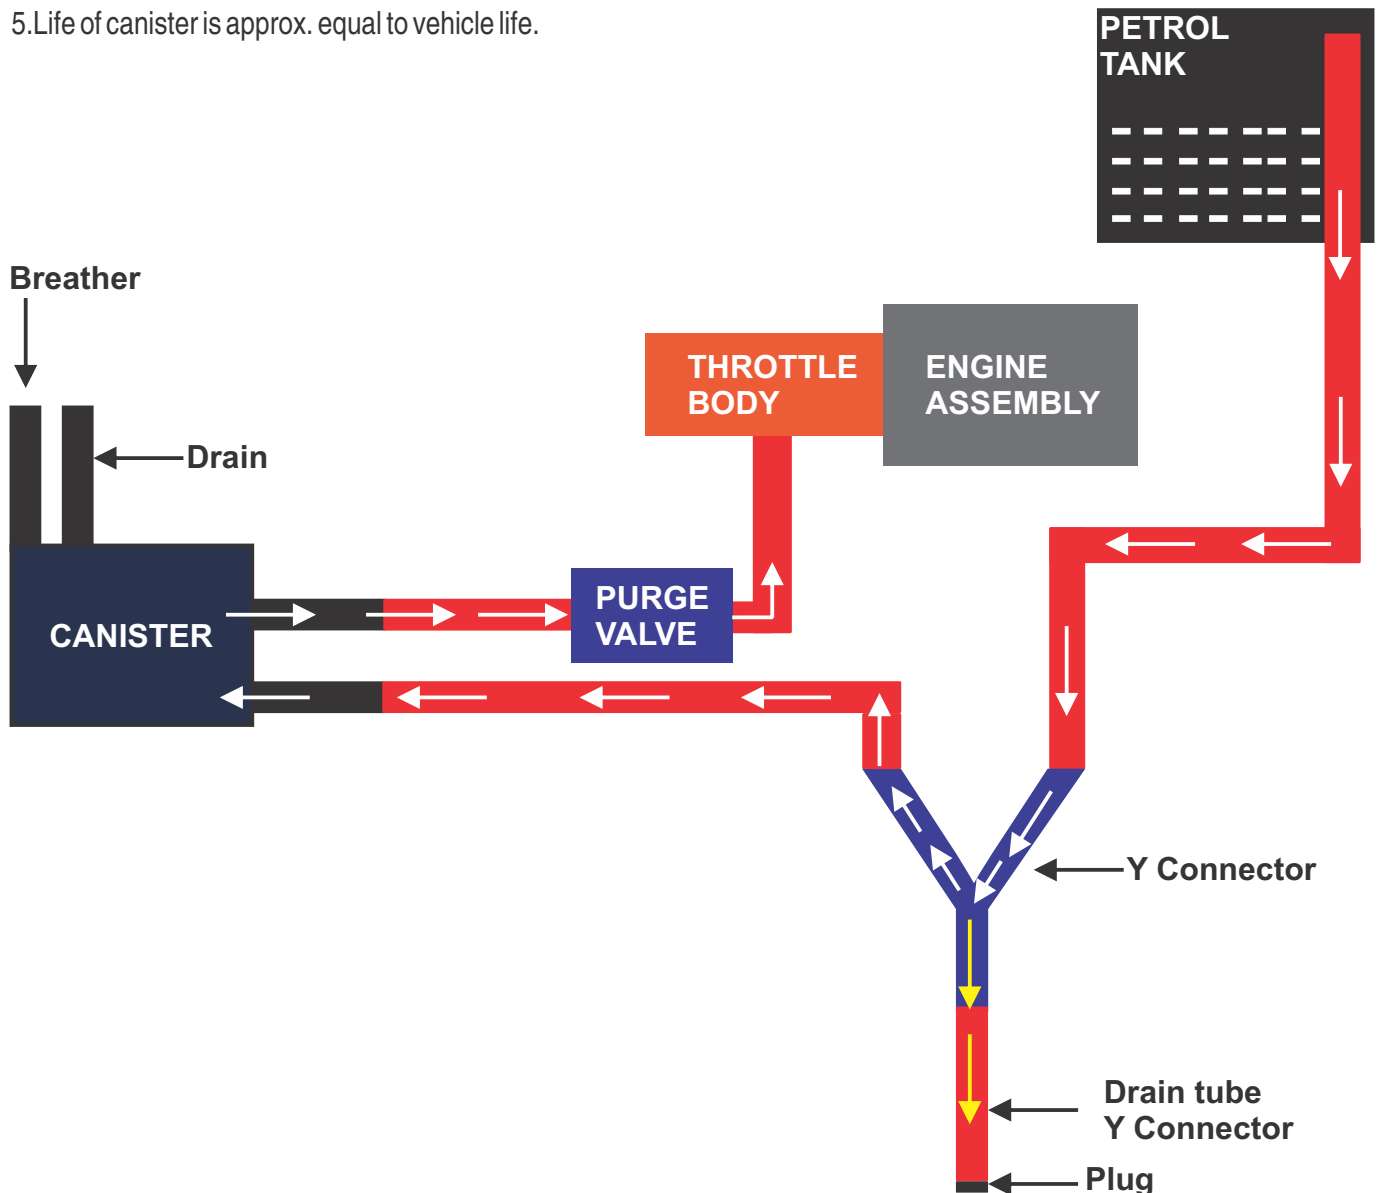 5.Life of canister is approx. equal to vehicle life.
PETROL
TANK
Breather
THROTTLE
BODY
ENGINE
ASSEMBLY
Drain
PURGE
VALVE
CANISTER
Y Connector
Drain tube
Y Connector
Plug